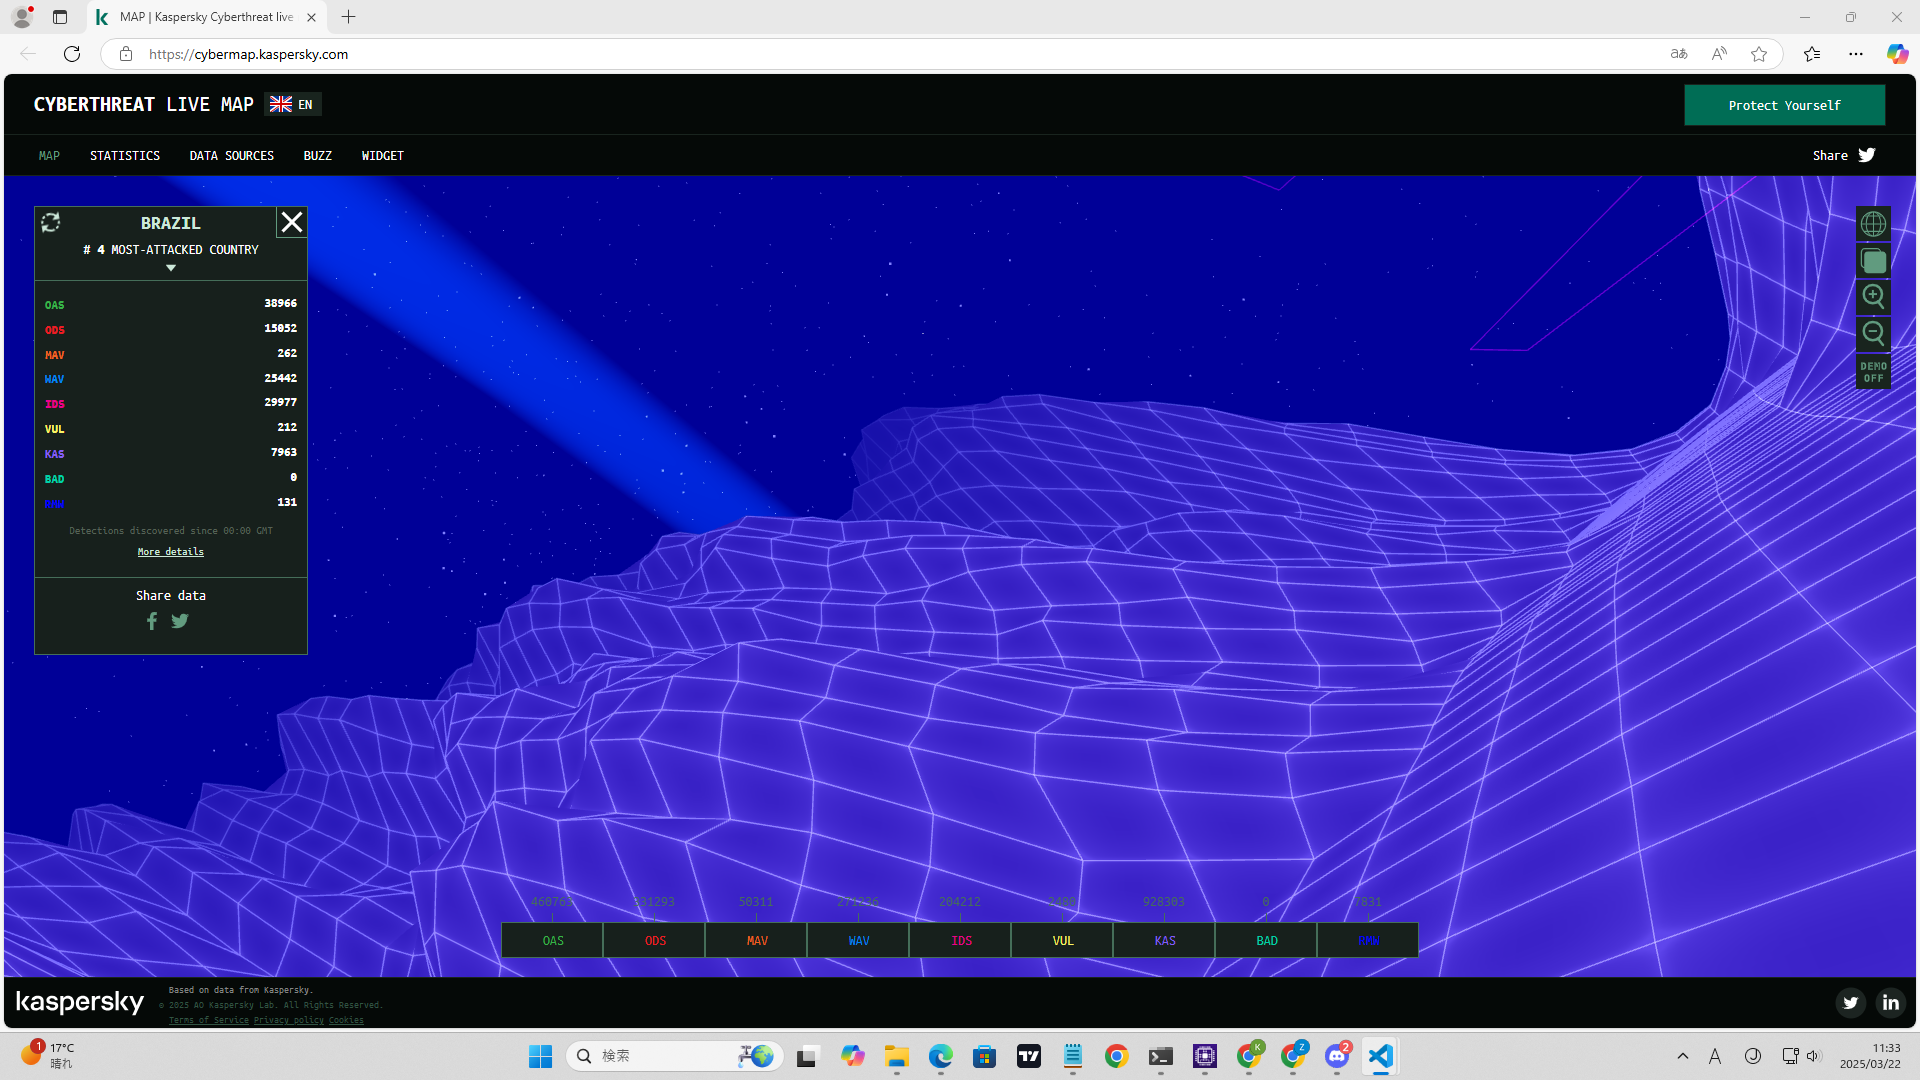 MAP | Kaspersky Cyberthreat live
https://cybermap.kaspersky.com
CYBERTHREAT LIVE MAP EN
Protect Yourself
MAP STATISTICS DATA SOURCES BUZZ WIDGET
Share
BRAZIL
# 4 MOST-ATTACKED COUNTRY
OAS 38966
ODS 15052
MAV 262
WAV 25442
IDS 29977
VUL 212
KAS 7963
BAD 0
RMW 131
Detections discovered since 00:00 GMT
More details
Share data
DEMO
OFF
460763 50311 204212 928303 0 7831
OAS ODS MAV WAV IDS VUL KAS BAD RMW
kaspersky
Based on data from Kaspersky.
© 2025 AO Kaspersky Lab. All Rights Reserved.
Terms of Service Privacy policy Cookies
1
17°C
晴れ
検索
K
Z
2
A
11:33
2025/03/22